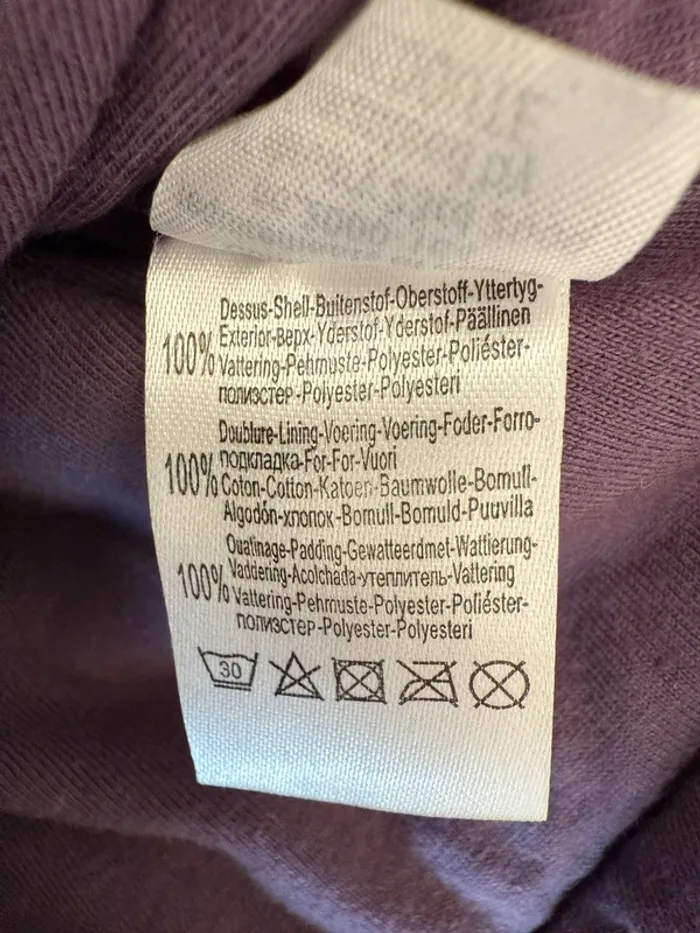 Dessus-Shell-Buitenstof-Oberstoff-Yttertyg-
Exterior-верх-Yderstof-Yderstof-Päällinen
100%
Vattering-Pehmuste-Polyester-Poliéster-
полиэстер-Polyester-Polyesteri
Doublure-Lining-Voering-Voering-Foder-Forro-
подкладка-For-For-Vuori
100%
Coton-Cotton-Katoen-Baumwolle-Bomull-
Algodón-хлопок-Bomull-Bomuld-Puuvilla
Ouatinage-Padding-Gewatteerdmet-Wattierung-
Vaddering-Acolchada-утеплитель-Vattering
100%
Vattering-Pehmuste-Polyester-Poliéster-
полиэстер-Polyester-Polyesteri
30